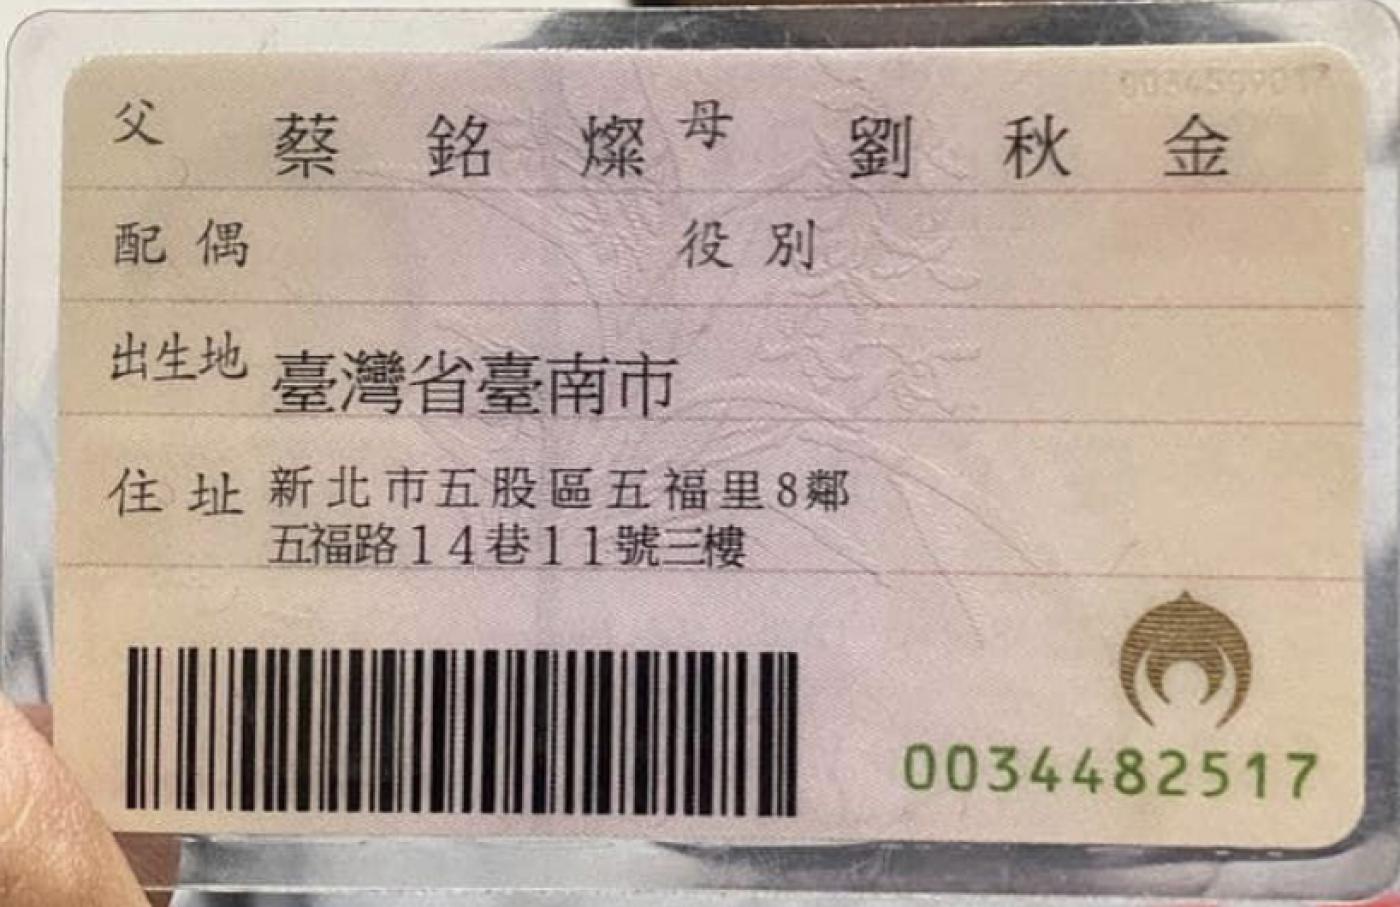 父 蔡銘燦 母 劉秋金
配偶 役別
出生地 臺灣省臺南市
住址 新北市五股區五福里8鄰
五福路14巷11號三樓
0034482517